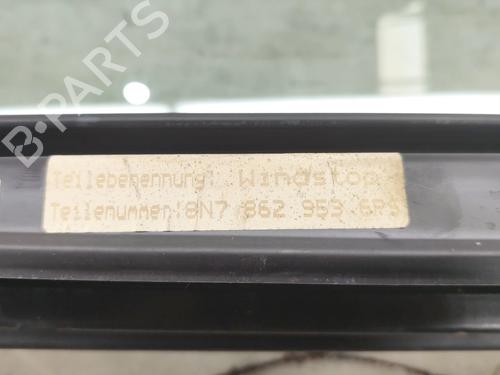 B-PARTS
Teilebenennung: Windstop
Teilenummer: 8N7 862 953 6PS